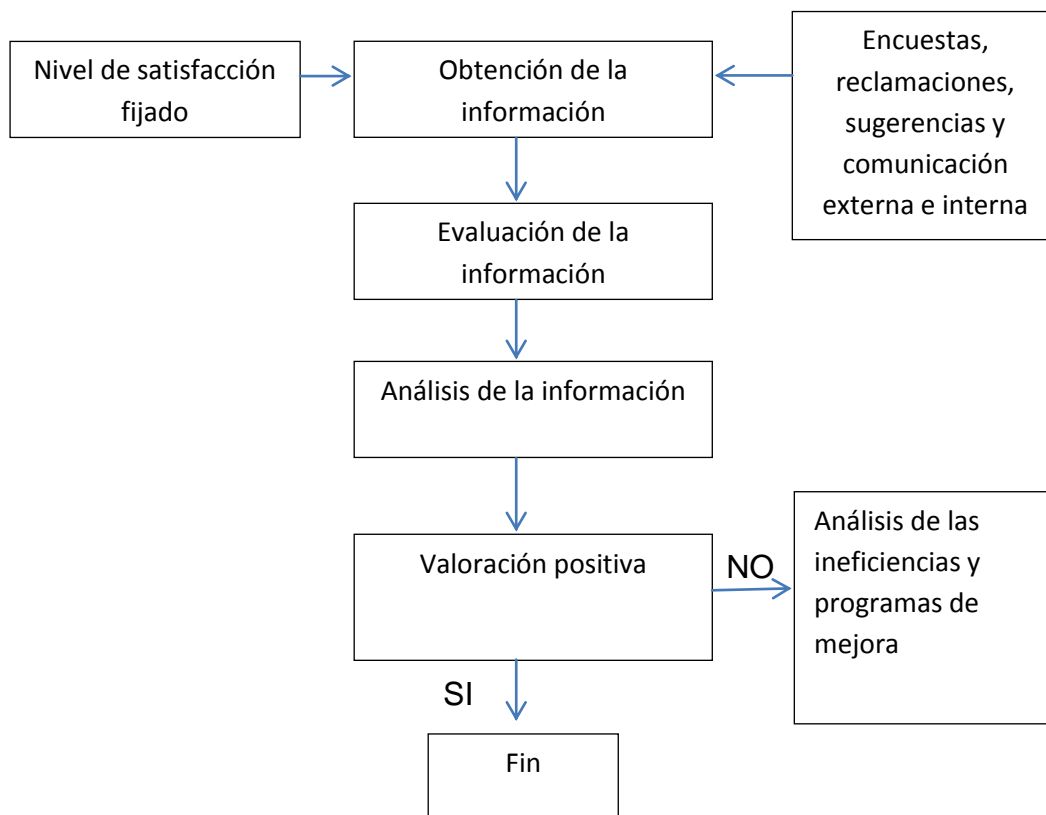 Nivel de satisfacción
fijado
Obtención de la
información
Encuestas,
reclamaciones,
sugerencias y
comunicación
externa e interna
Evaluación de la
información
Análisis de la información
Valoración positiva
NO
Análisis de las
ineficiencias y
programas de
mejora
SI
Fin